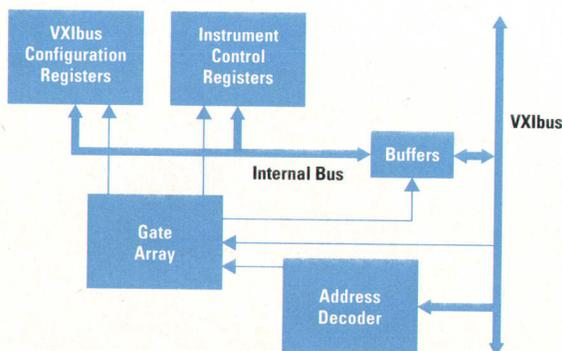 VXIbus
Configuration
Registers
Instrument
Control
Registers
VXIbus
Buffers
Internal Bus
Gate
Array
Address
Decoder